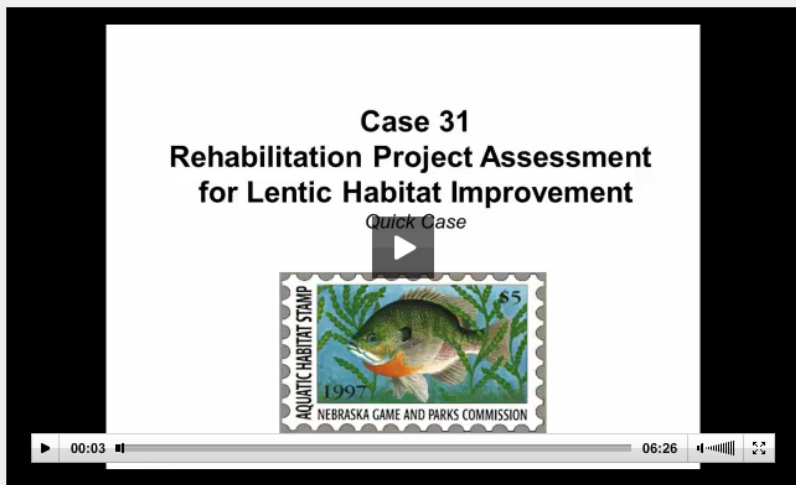 Case 31
Rehabilitation Project Assessment
for Lentic Habitat Improvement
Quick Case
AQUATIC HABITAT STAMP
$5
1997
NEBRASKA GAME AND PARKS COMMISSION
00:03
06:26